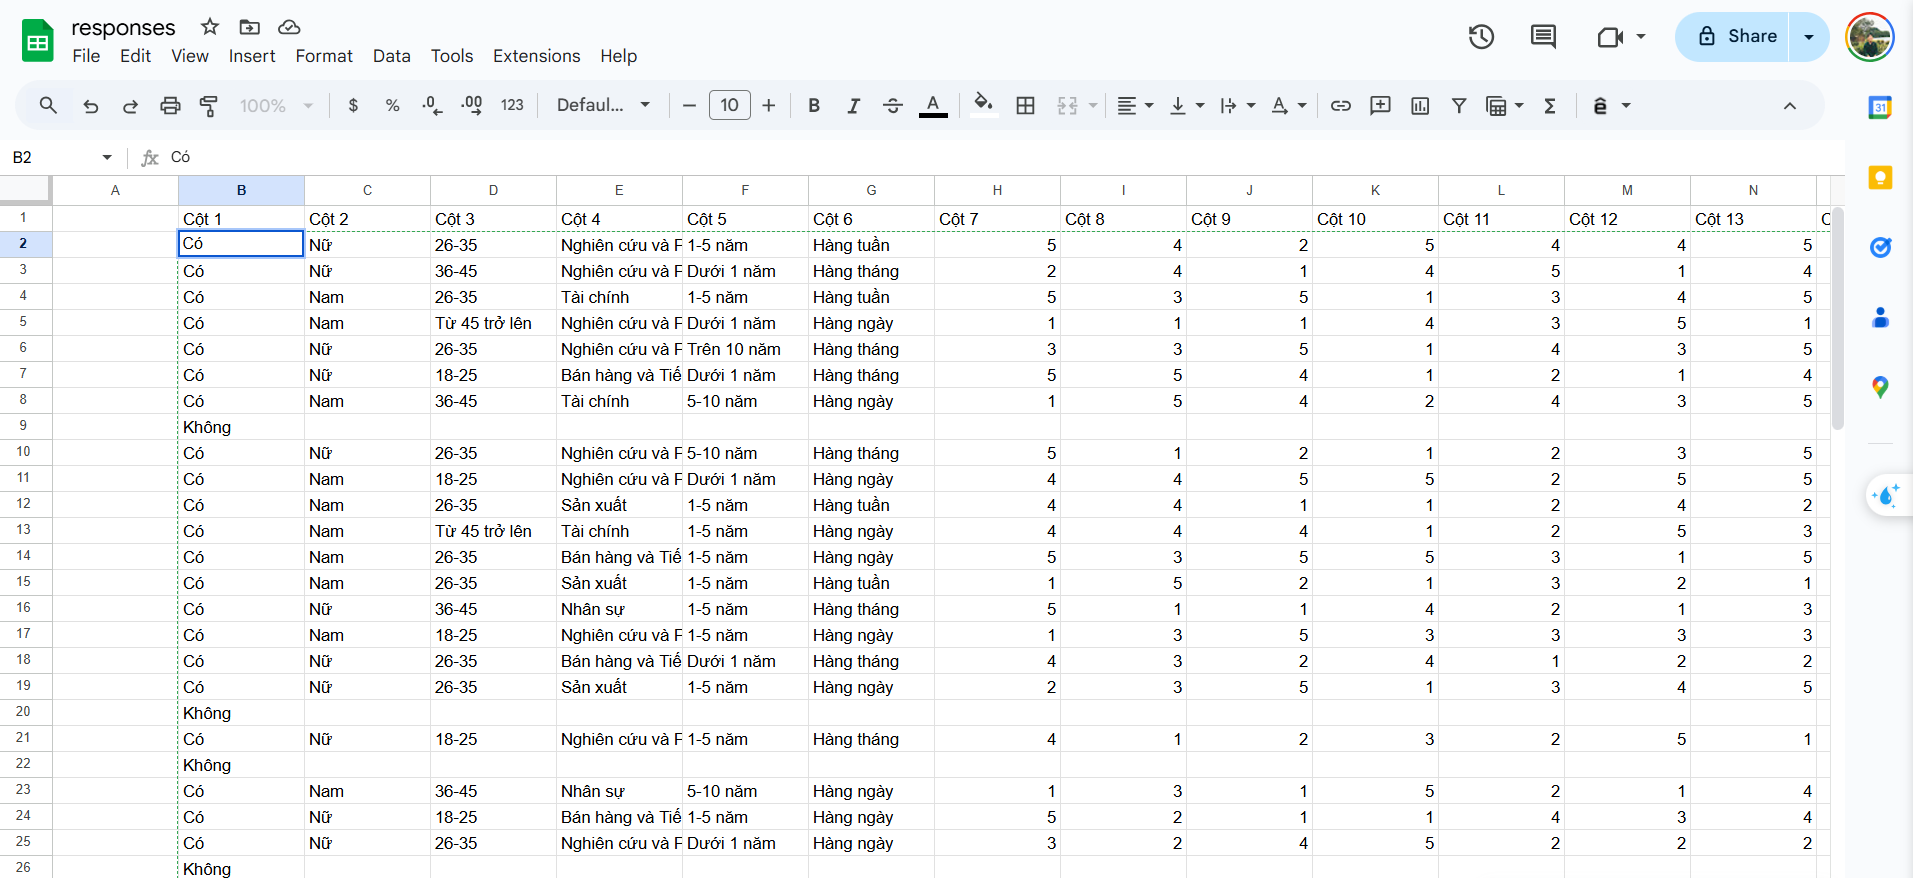 responses
File Edit View Insert Format Data Tools Extensions Help
Share
100% $ % .0 .00 123 Defaul... 10 B I S A ê
31
B2 fx Có
A B C D E F G H I J K L M N
1 Cột 1 Cột 2 Cột 3 Cột 4 Cột 5 Cột 6 Cột 7 Cột 8 Cột 9 Cột 10 Cột 11 Cột 12 Cột 13 C
2 Có Nữ 26-35 Nghiên cứu và P 1-5 năm Hàng tuần 5 4 2 5 4 4 5
3 Có Nữ 36-45 Nghiên cứu và P Dưới 1 năm Hàng tháng 2 4 1 4 5 1 4
4 Có Nam 26-35 Tài chính 1-5 năm Hàng tuần 5 3 5 1 3 4 5
5 Có Nam Từ 45 trở lên Nghiên cứu và P Dưới 1 năm Hàng ngày 1 1 1 4 3 5 1
6 Có Nữ 26-35 Nghiên cứu và P Trên 10 năm Hàng tháng 3 3 5 1 4 3 5
7 Có Nữ 18-25 Bán hàng và Tiế Dưới 1 năm Hàng tháng 5 5 4 1 2 1 4
8 Có Nam 36-45 Tài chính 5-10 năm Hàng ngày 1 5 4 2 4 3 5
9 Không
10 Có Nữ 26-35 Nghiên cứu và P 5-10 năm Hàng tháng 5 1 2 1 2 3 5
11 Có Nam 18-25 Nghiên cứu và P Dưới 1 năm Hàng ngày 4 4 5 5 2 5 5
12 Có Nam 26-35 Sản xuất 1-5 năm Hàng tuần 4 4 1 1 2 4 2
13 Có Nam Từ 45 trở lên Tài chính 1-5 năm Hàng ngày 4 4 4 1 2 5 3
14 Có Nam 26-35 Bán hàng và Tiế 1-5 năm Hàng ngày 5 3 5 5 3 1 5
15 Có Nam 26-35 Sản xuất 1-5 năm Hàng tuần 1 5 2 1 3 2 1
16 Có Nữ 36-45 Nhân sự 1-5 năm Hàng tháng 5 1 1 4 2 1 3
17 Có Nam 18-25 Nghiên cứu và P 1-5 năm Hàng ngày 1 3 5 3 3 3 3
18 Có Nữ 26-35 Bán hàng và Tiế Dưới 1 năm Hàng tháng 4 3 2 4 1 2 2
19 Có Nữ 26-35 Sản xuất 1-5 năm Hàng ngày 2 3 5 1 3 4 5
20 Không
21 Có Nữ 18-25 Nghiên cứu và P 1-5 năm Hàng tháng 4 1 2 3 2 5 1
22 Không
23 Có Nam 36-45 Nhân sự 5-10 năm Hàng ngày 1 3 1 5 2 1 4
24 Có Nữ 18-25 Bán hàng và Tiế 1-5 năm Hàng ngày 5 2 1 1 4 3 4
25 Có Nữ 26-35 Nghiên cứu và P Dưới 1 năm Hàng ngày 3 2 4 5 2 2 2
26 Không